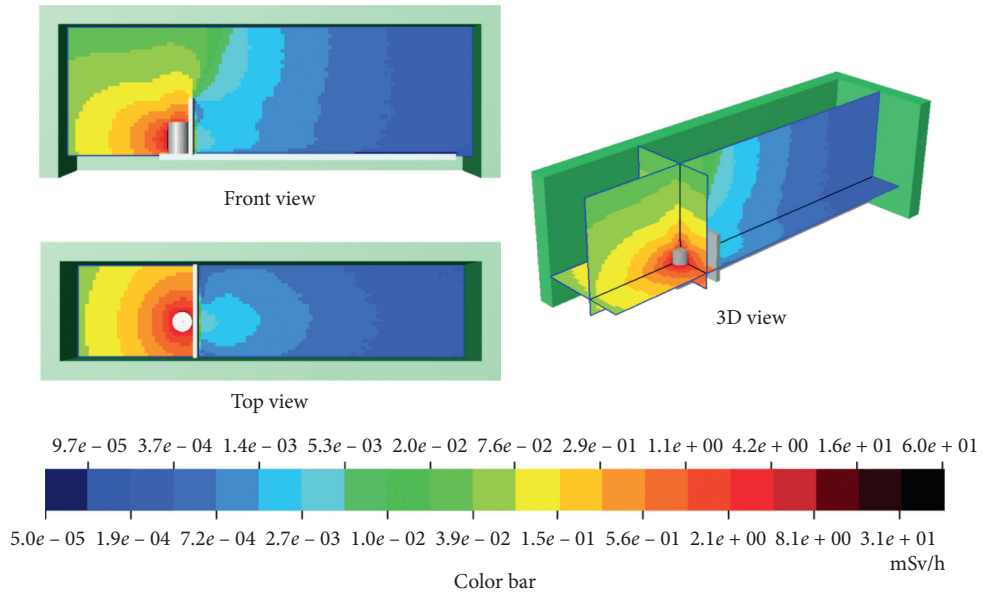 Front view
Top view
3D view
9.7e – 05 3.7e – 04 1.4e – 03 5.3e – 03 2.0e – 02 7.6e – 02 2.9e – 01 1.1e + 00 4.2e + 00 1.6e + 01 6.0e + 01
5.0e – 05 1.9e – 04 7.2e – 04 2.7e – 03 1.0e – 02 3.9e – 02 1.5e – 01 5.6e – 01 2.1e + 00 8.1e + 00 3.1e + 01
mSv/h
Color bar